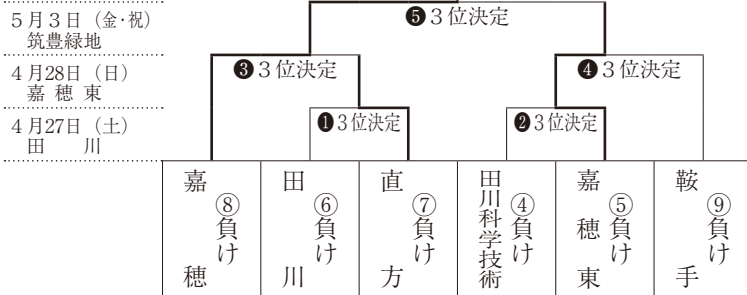 5月3日（金・祝）
筑豊緑地
❺3位決定
4月28日（日）
嘉穂東
❸3位決定
❹3位決定
4月27日（土）
田　川
❶3位決定
❷3位決定
嘉　穂
⑧負け
田　川
⑥負け
直　方
⑦負け
田川科学技術
④負け
嘉穂東
⑤負け
鞍　手
⑨負け